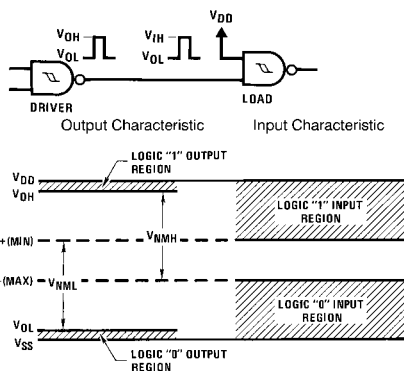 VDD
VOH
VOL
VIH
VOL
DRIVER
LOAD
Output Characteristic
Input Characteristic
LOGIC "1" OUTPUT
REGION
VDD
VOH
LOGIC "1" INPUT
REGION
+(MIN)
VNMH
-(MAX)
VNML
LOGIC "0" INPUT
REGION
VOL
VSS
LOGIC "0" OUTPUT
REGION